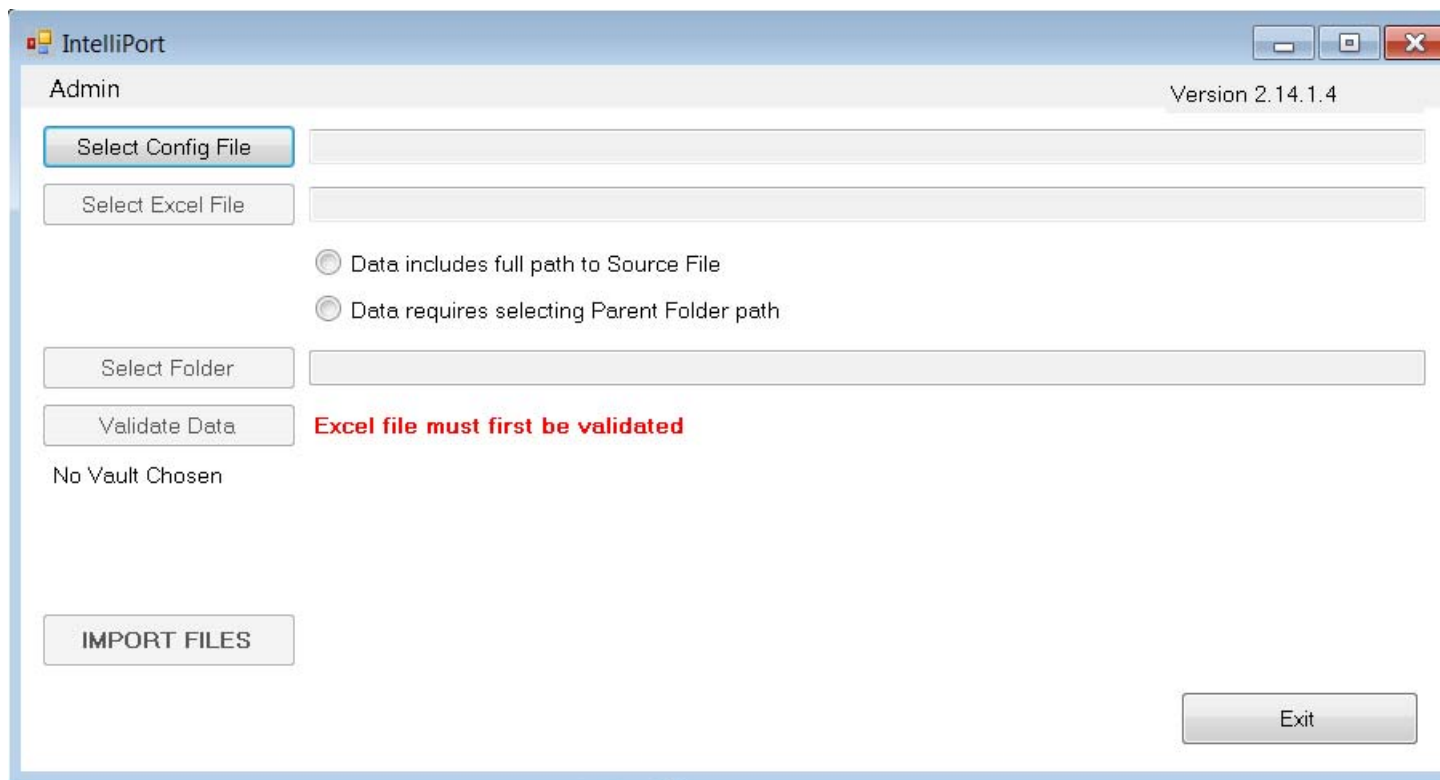 IntelliPort
Admin
Version 2.14.1.4
Select Config File
Select Excel File
Data includes full path to Source File
Data requires selecting Parent Folder path
Select Folder
Validate Data
Excel file must first be validated
No Vault Chosen
IMPORT FILES
Exit